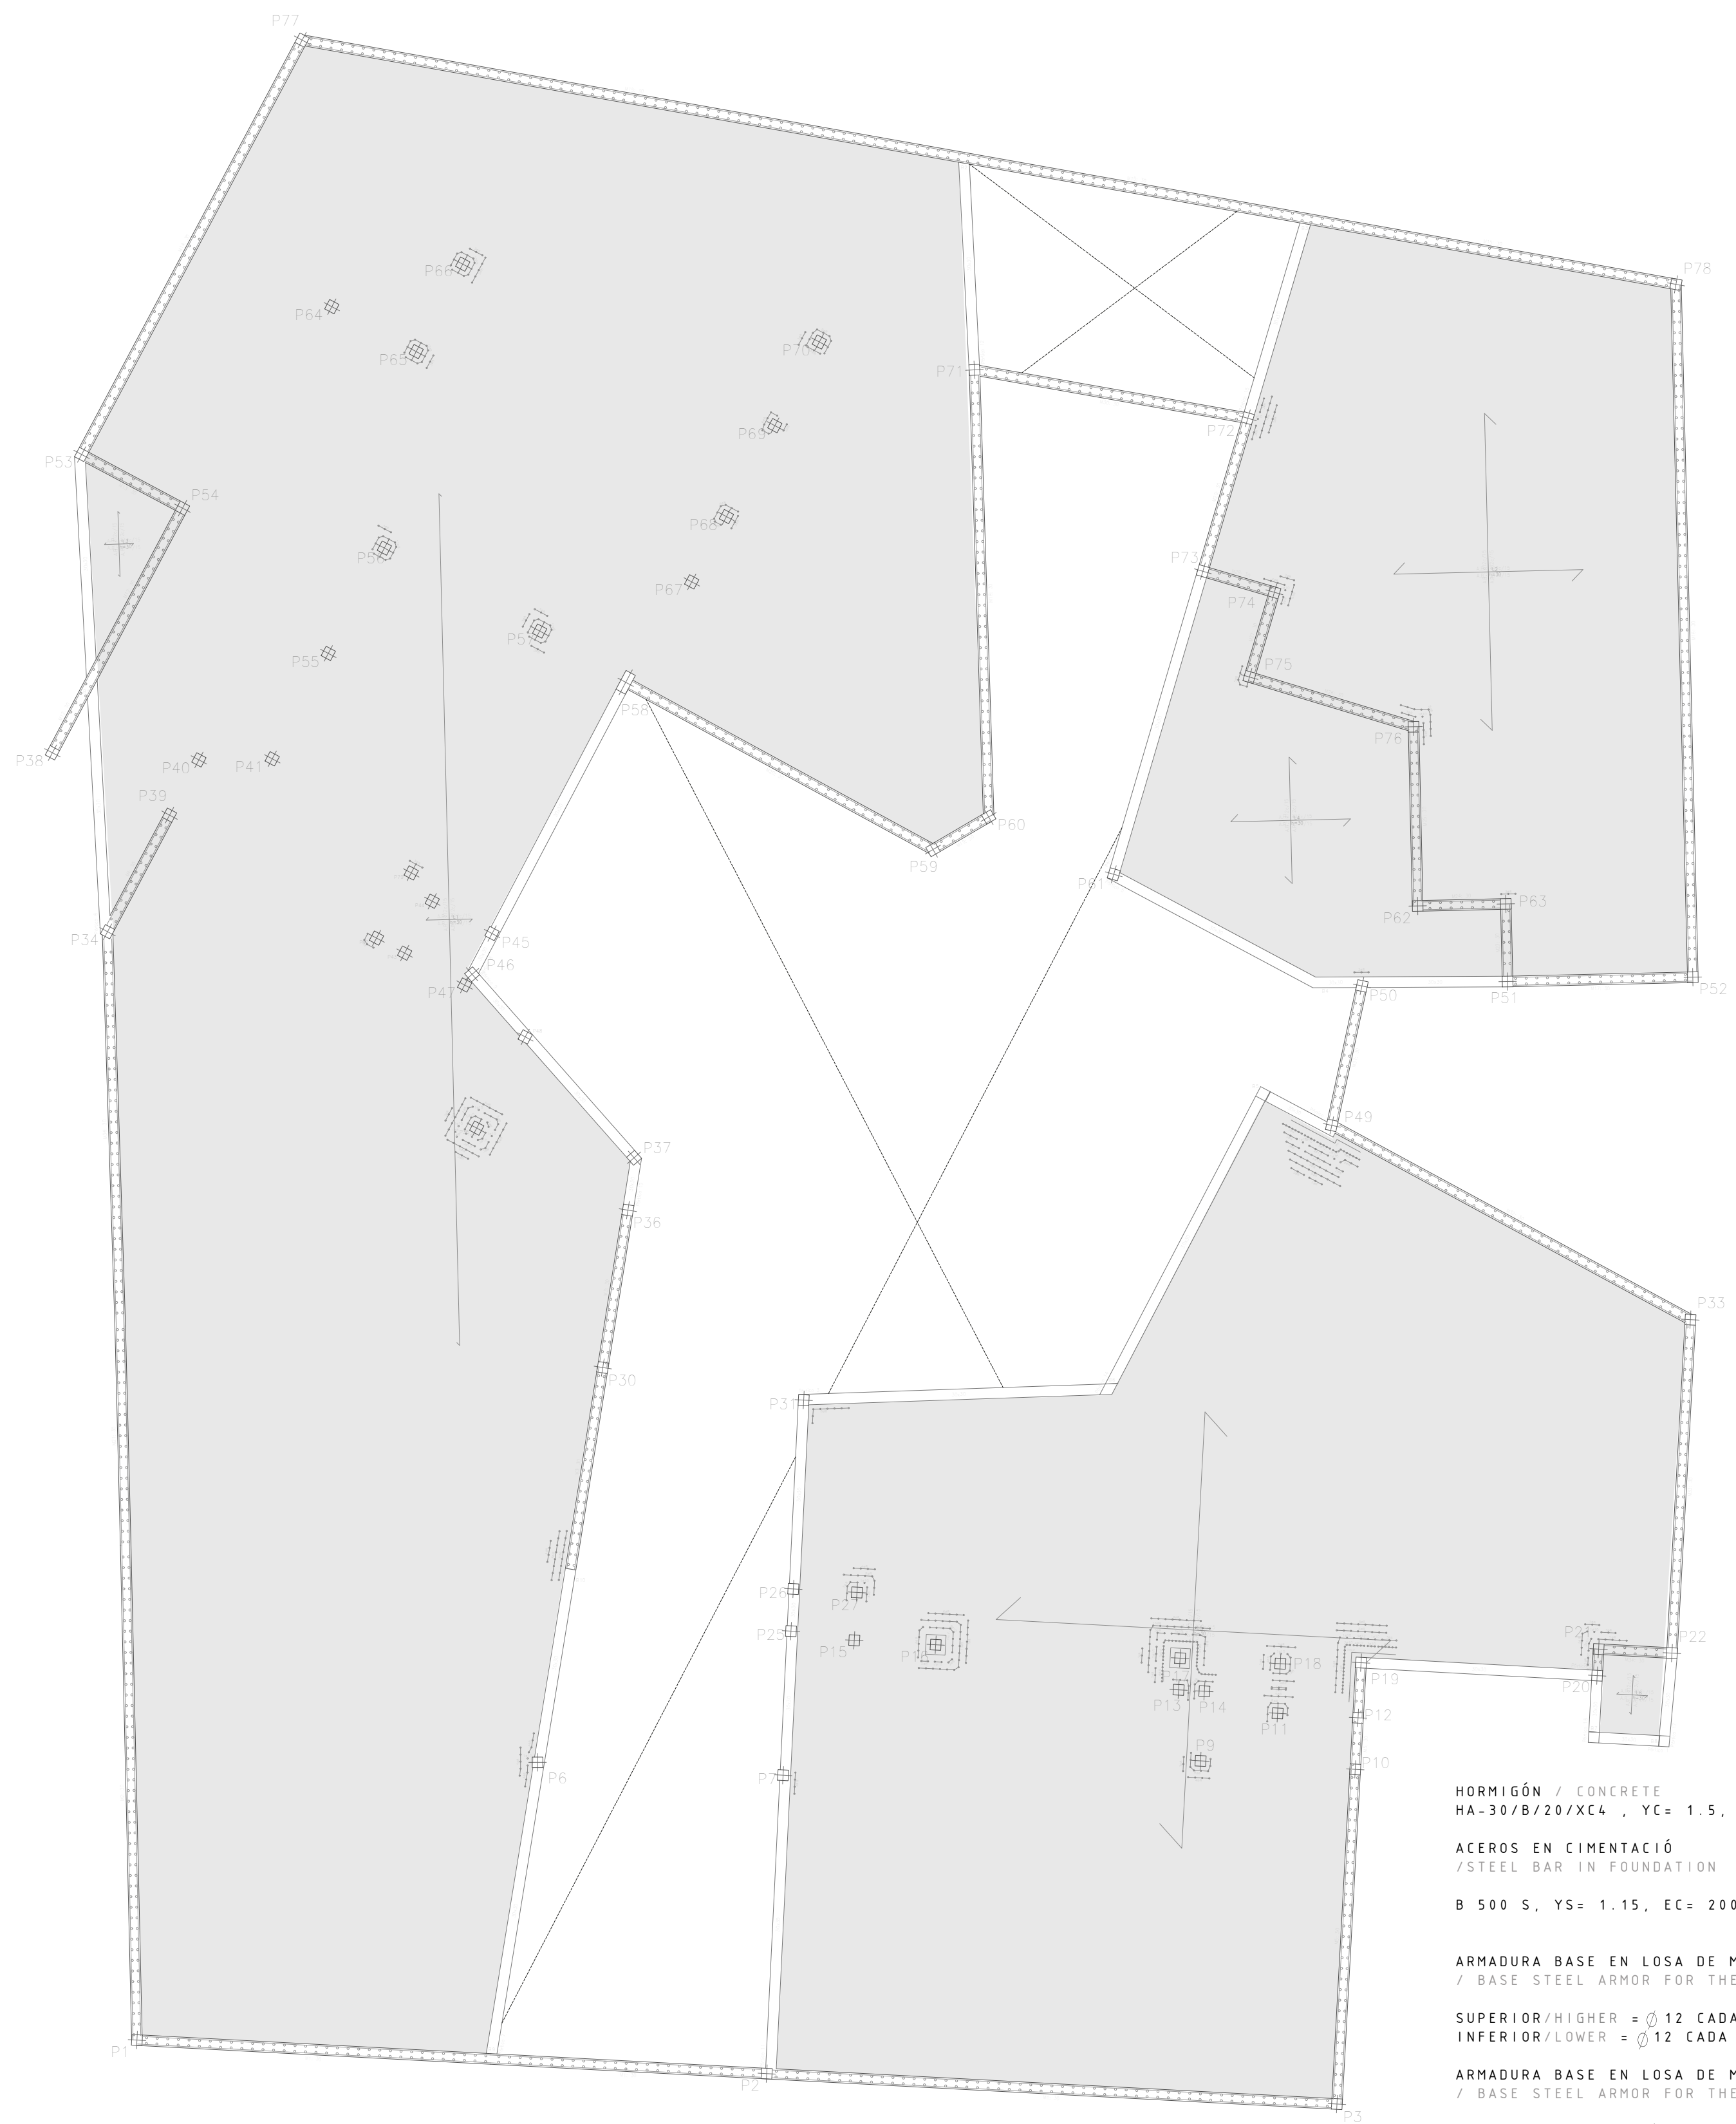 P77
P78
P66
P64
P65
P70
P71
P69
P72
P53
P54
P68
P56
P73
P67
P74
P57
P55
P75
P58
P76
P38
P40
P41
P39
P60
P59
P61
P62
P63
P34
P45
P46
P47
P50
P51
P52
P49
P37
P36
P33
P30
P31
P26
P27
P25
P15
P16
P17
P18
P19
P21
P22
P20
P13
P14
P12
P11
P9
P10
P7
P6
HORMIGÓN / CONCRETE
HA-30/B/20/XC4 , YC= 1.5,
ACEROS EN CIMENTACIÓ
/STEEL BAR IN FOUNDATION
B 500 S, YS= 1.15, EC= 200
ARMADURA BASE EN LOSA DE M
/ BASE STEEL ARMOR FOR THE
SUPERIOR/HIGHER = ∅ 12 CADA
INFERIOR/LOWER = ∅ 12 CADA
ARMADURA BASE EN LOSA DE M
/ BASE STEEL ARMOR FOR THE
P1
P2
P3